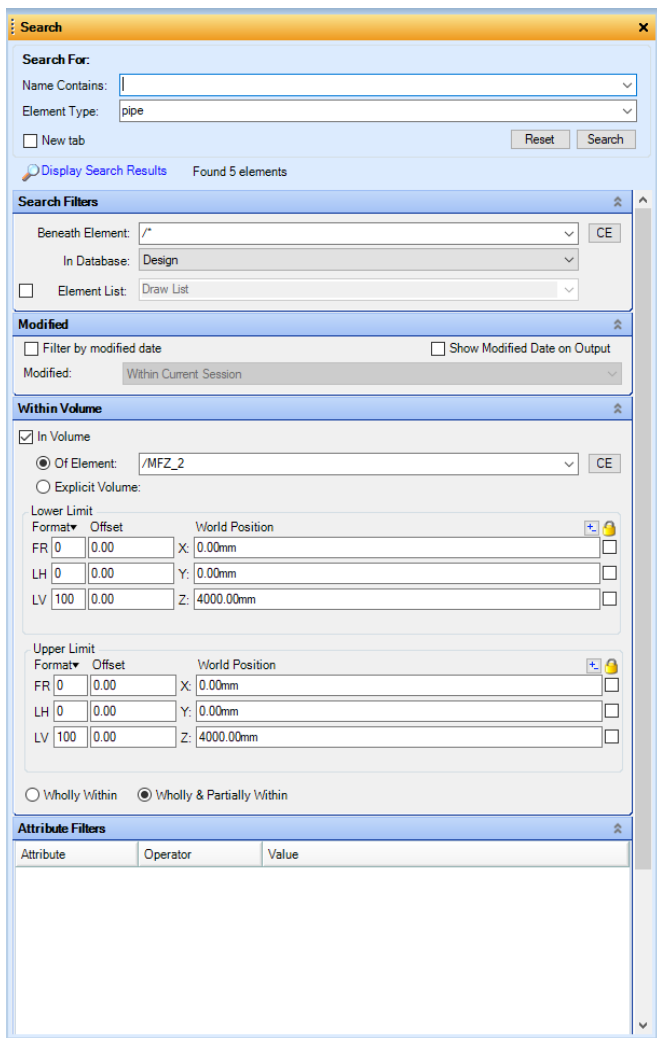 Search
Search For:
Name Contains:
Element Type: pipe
New tab Reset Search
Display Search Results Found 5 elements
Search Filters
Beneath Element: /* CE
In Database: Design
Element List: Draw List
Modified
Filter by modified date Show Modified Date on Output
Modified: Within Current Session
Within Volume
In Volume
Of Element: /MFZ_2 CE
Explicit Volume:
Lower Limit
Format Offset World Position
FR 0 0.00 X: 0.00mm
LH 0 0.00 Y: 0.00mm
LV 100 0.00 Z: 4000.00mm
Upper Limit
Format Offset World Position
FR 0 0.00 X: 0.00mm
LH 0 0.00 Y: 0.00mm
LV 100 0.00 Z: 4000.00mm
Wholly Within Wholly & Partially Within
Attribute Filters
Attribute Operator Value